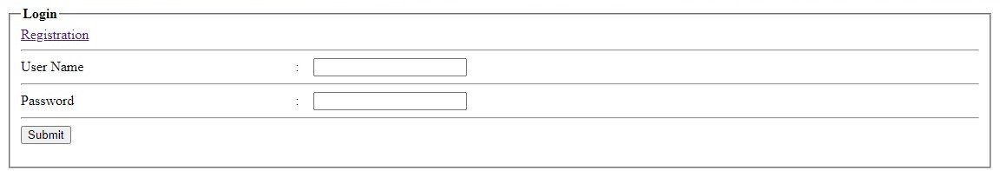 Login
Registration
User Name :
Password :
Submit